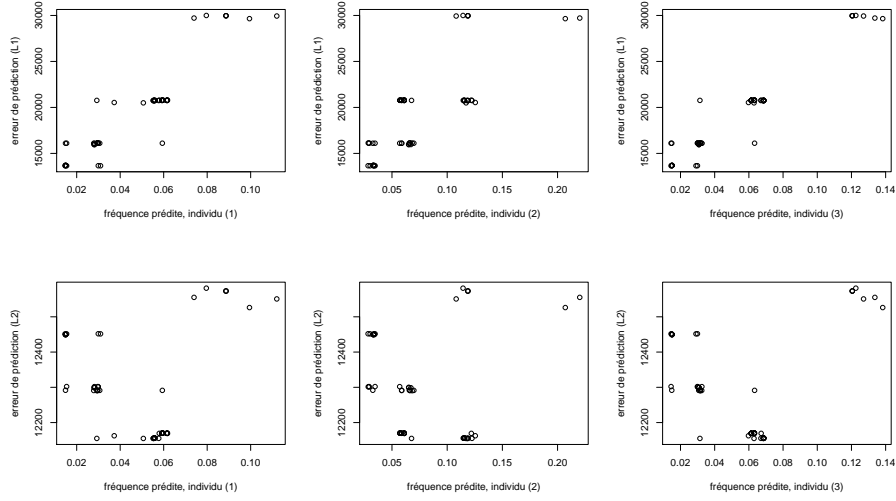 30000
25000
20000
15000
erreur de prédiction (L1)
0.02 0.04 0.06 0.08 0.10
fréquence prédite, individu (1)
30000
25000
20000
15000
erreur de prédiction (L1)
0.05 0.10 0.15 0.20
fréquence prédite, individu (2)
30000
25000
20000
15000
erreur de prédiction (L1)
0.02 0.04 0.06 0.08 0.10 0.12 0.14
fréquence prédite, individu (3)
12400
12200
erreur de prédiction (L2)
0.02 0.04 0.06 0.08 0.10
fréquence prédite, individu (1)
12400
12200
erreur de prédiction (L2)
0.05 0.10 0.15 0.20
fréquence prédite, individu (2)
12400
12200
erreur de prédiction (L2)
0.02 0.04 0.06 0.08 0.10 0.12 0.14
fréquence prédite, individu (3)